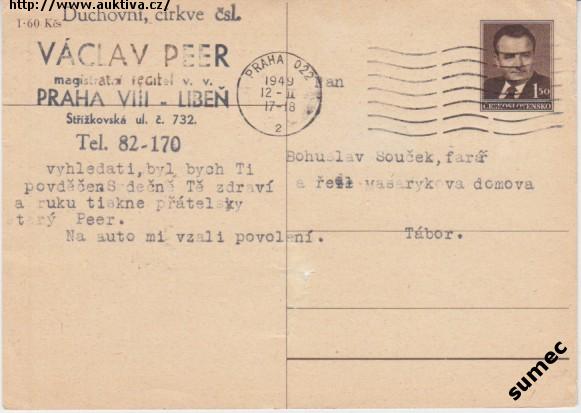 http://www.auktiva.cz/
1·60 Kčs
Duchovní, církve čsl.
VÁCLAV PEER
magistrátní ředitel v. v.
PRAHA VIII - LIBEŇ
Střížkovská ul. č. 732.
Tel. 82-170
vyhledati,byl bych Ti
povděčen Srdečně Tě zdraví
a ruku tiskne přátelsky
starý Peer.
Na auto mi vzali povolení.
PRAHA 022
1949
12 - II
17-18
2
Pan
1.50
ČESKOSLOVENSKO
Bohuslav Souček,farář
a řed. Masarykova domova
Tábor.
sumec